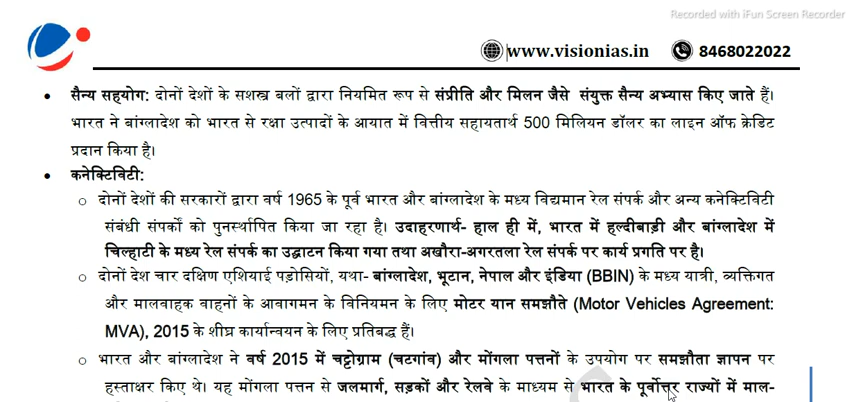 Recorded with iFun Screen Recorder
www.visionias.in 8468022022
• सैन्य सहयोग: दोनों देशों के सशस्त्र बलों द्वारा नियमित रूप से संप्रीति और मिलन जैसे संयुक्त सैन्य अभ्यास किए जाते हैं।
भारत ने बांग्लादेश को भारत से रक्षा उत्पादों के आयात में वित्तीय सहायतार्थ 500 मिलियन डॉलर का लाइन ऑफ क्रेडिट
प्रदान किया है।
• कनेक्टिविटी:
o दोनों देशों की सरकारों द्वारा वर्ष 1965 के पूर्व भारत और बांग्लादेश के मध्य विद्यमान रेल संपर्क और अन्य कनेक्टिविटी
संबंधी संपर्कों को पुनर्स्थापित किया जा रहा है। उदाहरणार्थ- हाल ही में, भारत में हल्दीबाड़ी और बांग्लादेश में
चिल्हाटी के मध्य रेल संपर्क का उद्घाटन किया गया तथा अखौरा-अगरतला रेल संपर्क पर कार्य प्रगति पर है।
o दोनों देश चार दक्षिण एशियाई पड़ोसियों, यथा- बांग्लादेश, भूटान, नेपाल और इंडिया (BBIN) के मध्य यात्री, व्यक्तिगत
और मालवाहक वाहनों के आवागमन के विनियमन के लिए मोटर यान समझौते (Motor Vehicles Agreement:
MVA), 2015 के शीघ्र कार्यान्वयन के लिए प्रतिबद्ध हैं।
o भारत और बांग्लादेश ने वर्ष 2015 में चट्टोग्राम (चटगांव) और मोंगला पत्तनों के उपयोग पर समझौता ज्ञापन पर
हस्ताक्षर किए थे। यह मोंगला पत्तन से जलमार्ग, सड़कों और रेलवे के माध्यम से भारत के पूर्वोत्तर राज्यों में माल-